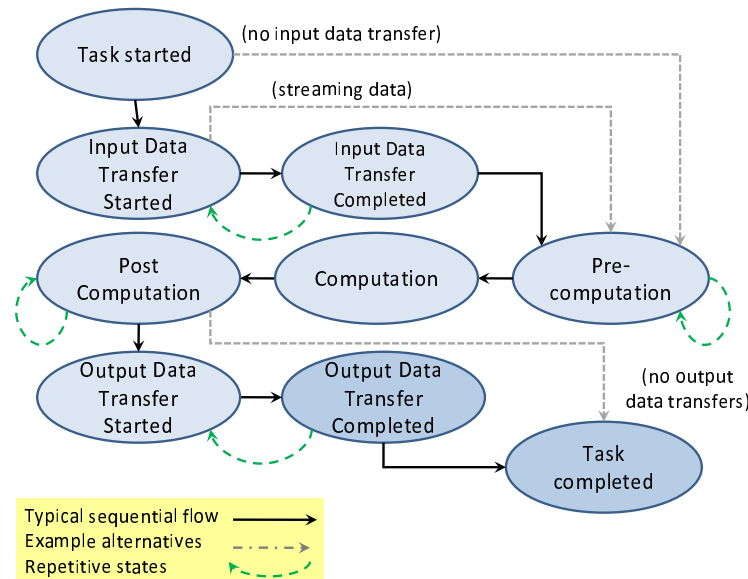 (no input data transfer)
Task started
(streaming data)
Input Data
Transfer
Started
Input Data
Transfer
Completed
Post
Computation
Computation
Pre-
computation
Output Data
Transfer
Started
Output Data
Transfer
Completed
(no output
data transfers)
Task
completed
Typical sequential flow
Example alternatives
Repetitive states